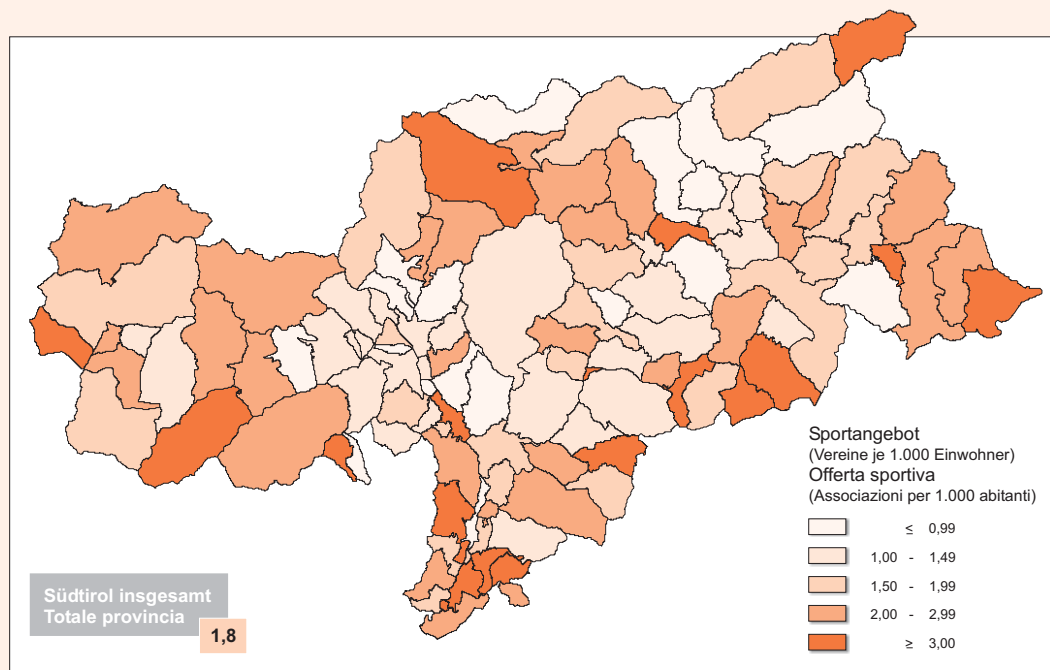 Sportangebot
(Vereine je 1.000 Einwohner)
Offerta sportiva
(Associazioni per 1.000 abitanti)
≤ 0,99
1,00 - 1,49
1,50 - 1,99
2,00 - 2,99
≥ 3,00
Südtirol insgesamt
Totale provincia
1,8